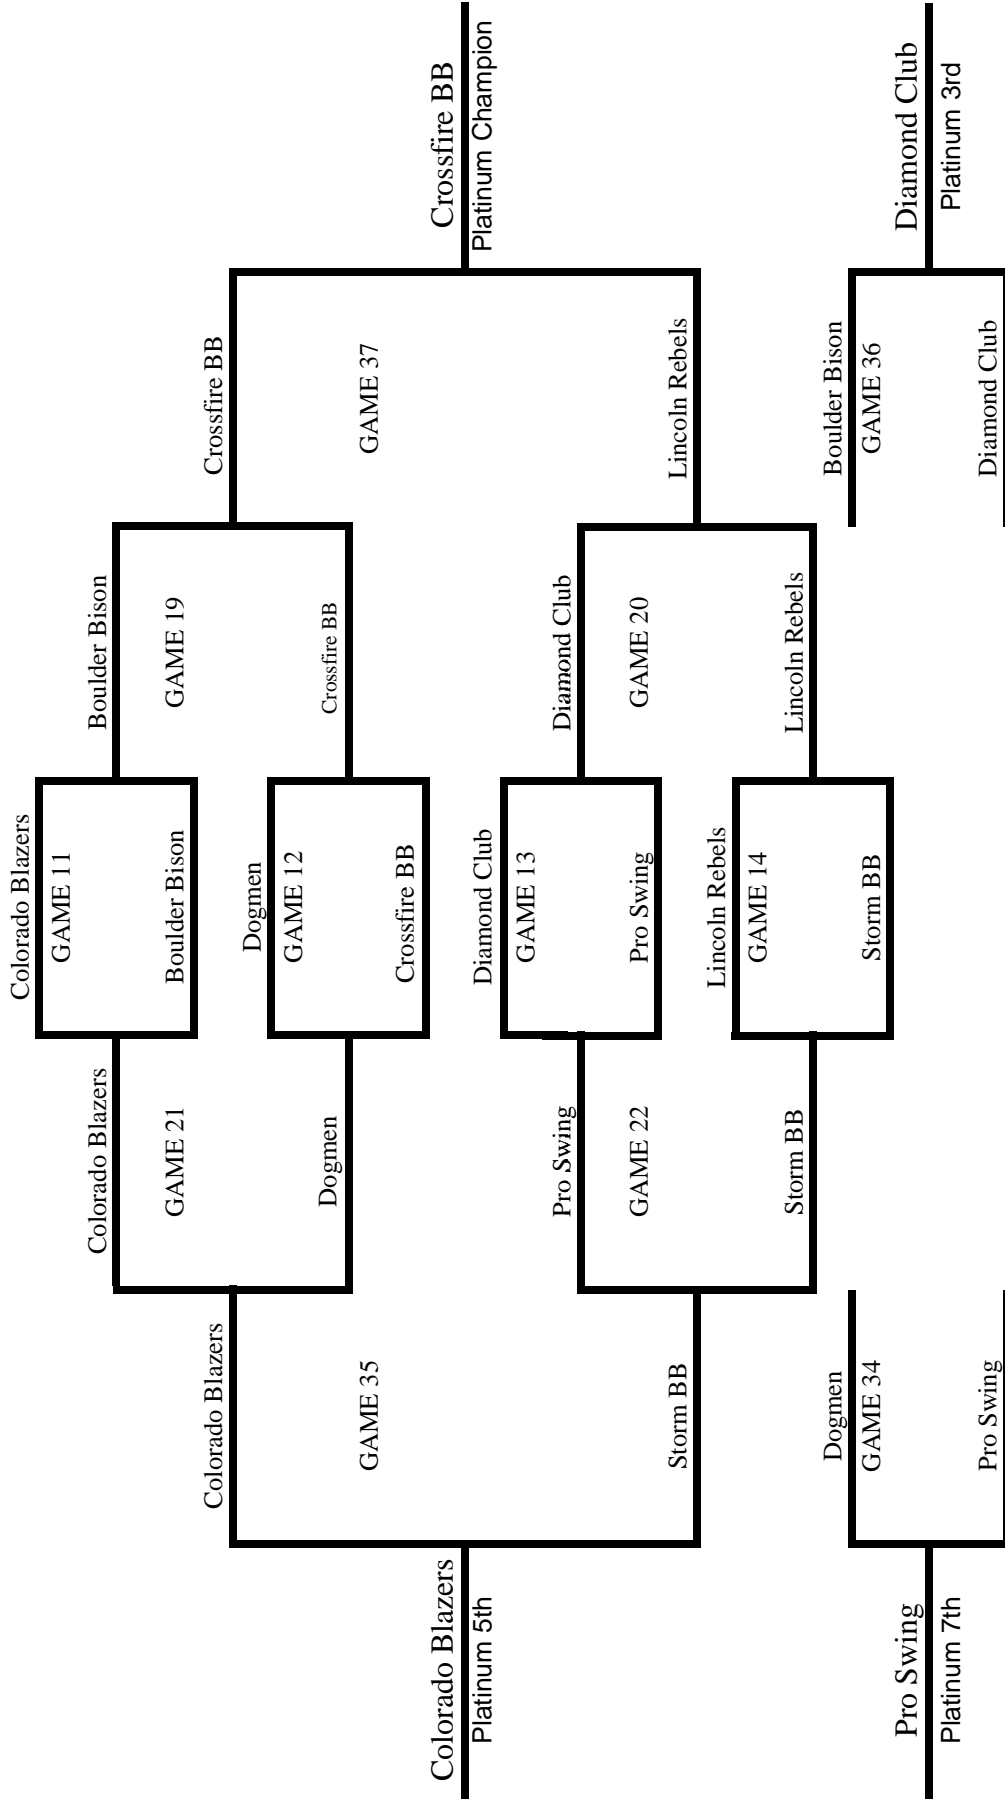 Colorado Blazers
GAME 11
Boulder Bison
Dogmen
GAME 12
Crossfire BB
Diamond Club
GAME 13
Pro Swing
Lincoln Rebels
GAME 14
Storm BB
Boulder Bison
GAME 19
Crossfire BB
Diamond Club
GAME 20
Lincoln Rebels
Crossfire BB
GAME 37
Lincoln Rebels
Crossfire BB
Platinum Champion
Boulder Bison
GAME 36
Diamond Club
Diamond Club
Platinum 3rd
Colorado Blazers
GAME 21
Dogmen
Pro Swing
GAME 22
Storm BB
Colorado Blazers
GAME 35
Storm BB
Colorado Blazers
Platinum 5th
Dogmen
GAME 34
Pro Swing
Pro Swing
Platinum 7th